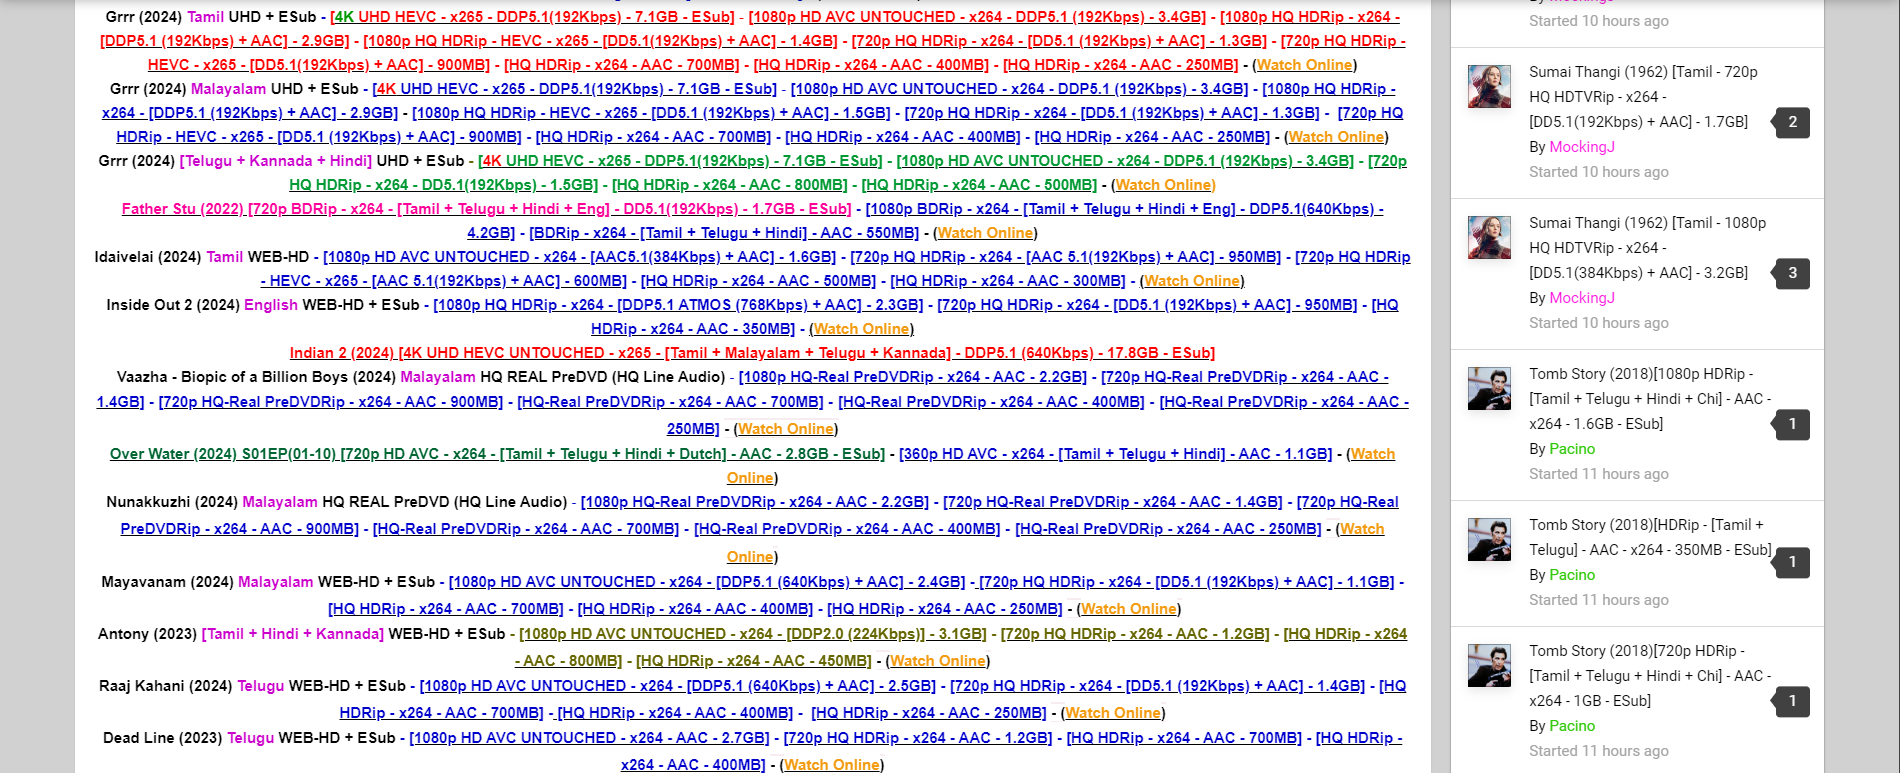 Grrr (2024) Tamil UHD + ESub - [4K UHD HEVC - x265 - DDP5.1(192Kbps) - 7.1GB - ESub] - [1080p HD AVC UNTOUCHED - x264 - DDP5.1 (192Kbps) - 3.4GB] - [1080p HQ HDRip - x264 -
[DDP5.1 (192Kbps) + AAC] - 2.9GB] - [1080p HQ HDRip - HEVC - x265 - [DD5.1(192Kbps) + AAC] - 1.4GB] - [720p HQ HDRip - x264 - [DD5.1 (192Kbps) + AAC] - 1.3GB] - [720p HQ HDRip -
HEVC - x265 - [DD5.1(192Kbps) + AAC] - 900MB] - [HQ HDRip - x264 - AAC - 700MB] - [HQ HDRip - x264 - AAC - 400MB] - [HQ HDRip - x264 - AAC - 250MB] - (Watch Online)
Grrr (2024) Malayalam UHD + ESub - [4K UHD HEVC - x265 - DDP5.1(192Kbps) - 7.1GB - ESub] - [1080p HD AVC UNTOUCHED - x264 - DDP5.1 (192Kbps) - 3.4GB] - [1080p HQ HDRip -
x264 - [DDP5.1 (192Kbps) + AAC] - 2.9GB] - [1080p HQ HDRip - HEVC - x265 - [DD5.1 (192Kbps) + AAC] - 1.5GB] - [720p HQ HDRip - x264 - [DD5.1 (192Kbps) + AAC] - 1.3GB] - [720p HQ
HDRip - HEVC - x265 - [DD5.1 (192Kbps) + AAC] - 900MB] - [HQ HDRip - x264 - AAC - 700MB] - [HQ HDRip - x264 - AAC - 400MB] - [HQ HDRip - x264 - AAC - 250MB] - (Watch Online)
Grrr (2024) [Telugu + Kannada + Hindi] UHD + ESub - [4K UHD HEVC - x265 - DDP5.1(192Kbps) - 7.1GB - ESub] - [1080p HD AVC UNTOUCHED - x264 - DDP5.1 (192Kbps) - 3.4GB] - [720p
HQ HDRip - x264 - DD5.1(192Kbps) - 1.5GB] - [HQ HDRip - x264 - AAC - 800MB] - [HQ HDRip - x264 - AAC - 500MB] - (Watch Online)
Father Stu (2022) [720p BDRip - x264 - [Tamil + Telugu + Hindi + Eng] - DD5.1(192Kbps) - 1.7GB - ESub] - [1080p BDRip - x264 - [Tamil + Telugu + Hindi + Eng] - DDP5.1(640Kbps) -
4.2GB] - [BDRip - x264 - [Tamil + Telugu + Hindi] - AAC - 550MB] - (Watch Online)
Idaivelai (2024) Tamil WEB-HD - [1080p HD AVC UNTOUCHED - x264 - [AAC5.1(384Kbps) + AAC] - 1.6GB] - [720p HQ HDRip - x264 - [AAC 5.1(192Kbps) + AAC] - 950MB] - [720p HQ HDRip
- HEVC - x265 - [AAC 5.1(192Kbps) + AAC] - 600MB] - [HQ HDRip - x264 - AAC - 500MB] - [HQ HDRip - x264 - AAC - 300MB] - (Watch Online)
Inside Out 2 (2024) English WEB-HD + ESub - [1080p HQ HDRip - x264 - [DDP5.1 ATMOS (768Kbps) + AAC] - 2.3GB] - [720p HQ HDRip - x264 - [DD5.1 (192Kbps) + AAC] - 950MB] - [HQ
HDRip - x264 - AAC - 350MB] - (Watch Online)
Indian 2 (2024) [4K UHD HEVC UNTOUCHED - x265 - [Tamil + Malayalam + Telugu + Kannada] - DDP5.1 (640Kbps) - 17.8GB - ESub]
Vaazha - Biopic of a Billion Boys (2024) Malayalam HQ REAL PreDVD (HQ Line Audio) - [1080p HQ-Real PreDVDRip - x264 - AAC - 2.2GB] - [720p HQ-Real PreDVDRip - x264 - AAC -
1.4GB] - [720p HQ-Real PreDVDRip - x264 - AAC - 900MB] - [HQ-Real PreDVDRip - x264 - AAC - 700MB] - [HQ-Real PreDVDRip - x264 - AAC - 400MB] - [HQ-Real PreDVDRip - x264 - AAC -
250MB] - (Watch Online)
Over Water (2024) S01EP(01-10) [720p HD AVC - x264 - [Tamil + Telugu + Hindi + Dutch] - AAC - 2.8GB - ESub] - [360p HD AVC - x264 - [Tamil + Telugu + Hindi] - AAC - 1.1GB] - (Watch
Online)
Nunakkuzhi (2024) Malayalam HQ REAL PreDVD (HQ Line Audio) - [1080p HQ-Real PreDVDRip - x264 - AAC - 2.2GB] - [720p HQ-Real PreDVDRip - x264 - AAC - 1.4GB] - [720p HQ-Real
PreDVDRip - x264 - AAC - 900MB] - [HQ-Real PreDVDRip - x264 - AAC - 700MB] - [HQ-Real PreDVDRip - x264 - AAC - 400MB] - [HQ-Real PreDVDRip - x264 - AAC - 250MB] - (Watch
Online)
Mayavanam (2024) Malayalam WEB-HD + ESub - [1080p HD AVC UNTOUCHED - x264 - [DDP5.1 (640Kbps) + AAC] - 2.4GB] - [720p HQ HDRip - x264 - [DD5.1 (192Kbps) + AAC] - 1.1GB] -
[HQ HDRip - x264 - AAC - 700MB] - [HQ HDRip - x264 - AAC - 400MB] - [HQ HDRip - x264 - AAC - 250MB] - (Watch Online)
Antony (2023) [Tamil + Hindi + Kannada] WEB-HD + ESub - [1080p HD AVC UNTOUCHED - x264 - [DDP2.0 (224Kbps)] - 3.1GB] - [720p HQ HDRip - x264 - AAC - 1.2GB] - [HQ HDRip - x264
- AAC - 800MB] - [HQ HDRip - x264 - AAC - 450MB] - (Watch Online)
Raaj Kahani (2024) Telugu WEB-HD + ESub - [1080p HD AVC UNTOUCHED - x264 - [DDP5.1 (640Kbps) + AAC] - 2.5GB] - [720p HQ HDRip - x264 - [DD5.1 (192Kbps) + AAC] - 1.4GB] - [HQ
HDRip - x264 - AAC - 700MB] - [HQ HDRip - x264 - AAC - 400MB] - [HQ HDRip - x264 - AAC - 250MB] - (Watch Online)
Dead Line (2023) Telugu WEB-HD + ESub - [1080p HD AVC UNTOUCHED - x264 - AAC - 2.7GB] - [720p HQ HDRip - x264 - AAC - 1.2GB] - [HQ HDRip - x264 - AAC - 700MB] - [HQ HDRip -
x264 - AAC - 400MB] - (Watch Online)
By MockingJ
Started 10 hours ago
Sumai Thangi (1962) [Tamil - 720p
HQ HDTVRip - x264 -
[DD5.1(192Kbps) + AAC] - 1.7GB]
2
By MockingJ
Started 10 hours ago
Sumai Thangi (1962) [Tamil - 1080p
HQ HDTVRip - x264 -
[DD5.1(384Kbps) + AAC] - 3.2GB]
3
By MockingJ
Started 10 hours ago
Tomb Story (2018)[1080p HDRip -
[Tamil + Telugu + Hindi + Chi] - AAC -
x264 - 1.6GB - ESub]
1
By Pacino
Started 11 hours ago
Tomb Story (2018)[HDRip - [Tamil +
Telugu] - AAC - x264 - 350MB - ESub]
1
By Pacino
Started 11 hours ago
Tomb Story (2018)[720p HDRip -
[Tamil + Telugu + Hindi + Chi] - AAC -
x264 - 1GB - ESub]
1
By Pacino
Started 11 hours ago